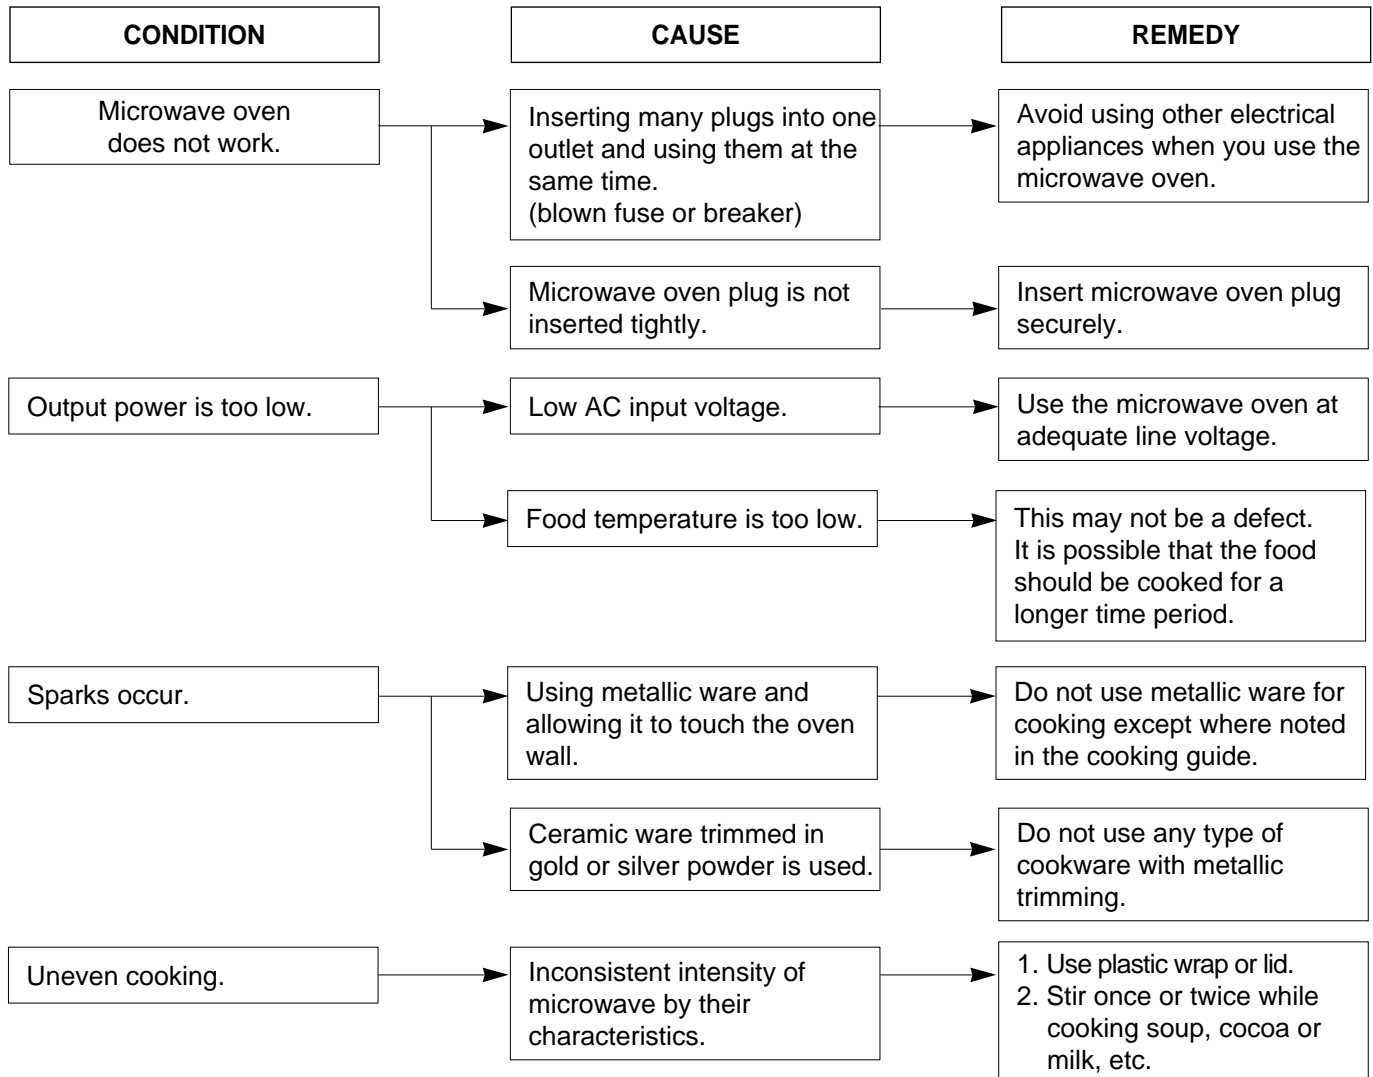 CONDITION
CAUSE
REMEDY
Microwave oven
does not work.
Inserting many plugs into one
outlet and using them at the
same time.
(blown fuse or breaker)
Avoid using other electrical
appliances when you use the
microwave oven.
Microwave oven plug is not
inserted tightly.
Insert microwave oven plug
securely.
Output power is too low.
Low AC input voltage.
Use the microwave oven at
adequate line voltage.
Food temperature is too low.
This may not be a defect.
It is possible that the food
should be cooked for a
longer time period.
Sparks occur.
Using metallic ware and
allowing it to touch the oven
wall.
Do not use metallic ware for
cooking except where noted
in the cooking guide.
Ceramic ware trimmed in
gold or silver powder is used.
Do not use any type of
cookware with metallic
trimming.
Uneven cooking.
Inconsistent intensity of
microwave by their
characteristics.
1. Use plastic wrap or lid.
2. Stir once or twice while
cooking soup, cocoa or
milk, etc.